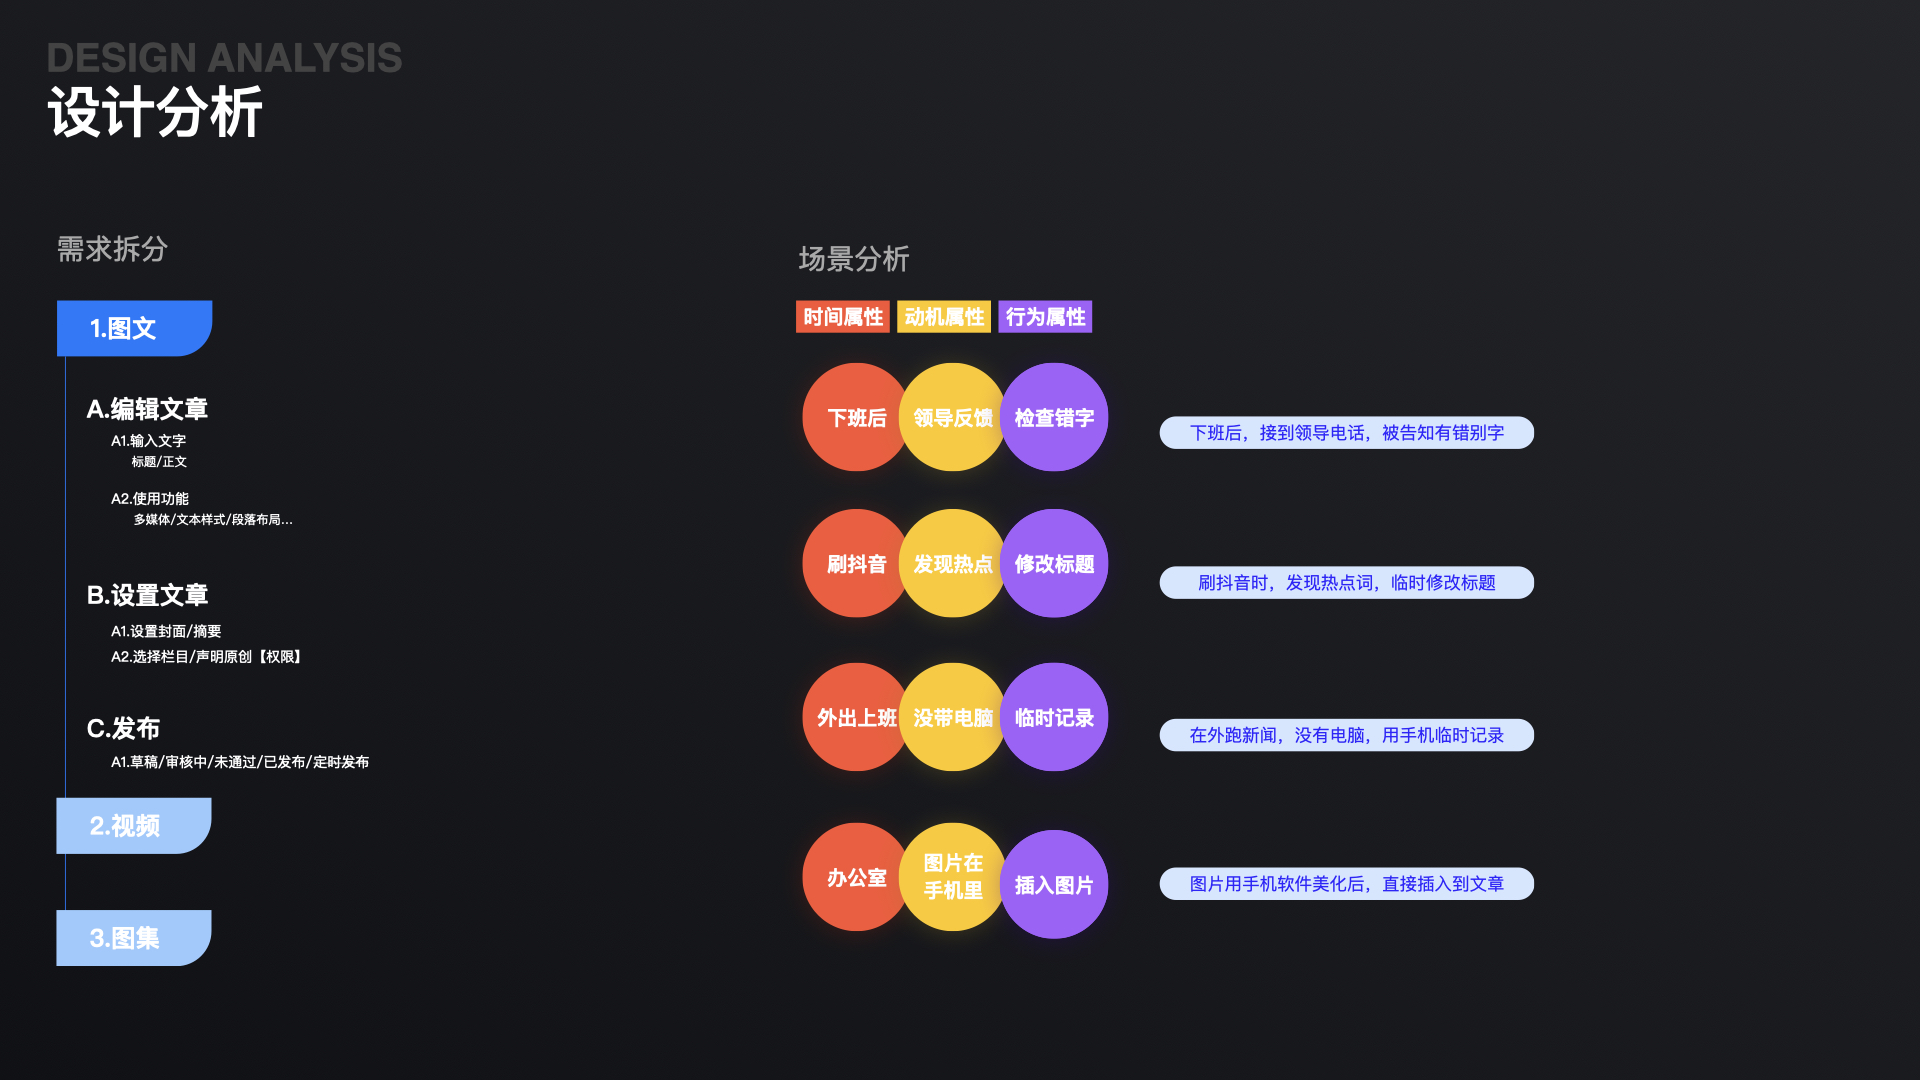 DESIGN ANALYSIS
设计分析
需求拆分
1.图文
A.编辑文章
A1.输入文字
标题/正文
A2.使用功能
多媒体/文本样式/段落布局...
B.设置文章
A1.设置封面/摘要
A2.选择栏目/声明原创【权限】
C.发布
A1.草稿/审核中/未通过/已发布/定时发布
2.视频
3.图集
场景分析
时间属性 动机属性 行为属性
下班后 领导反馈 检查错字
下班后，接到领导电话，被告知有错别字
刷抖音 发现热点 修改标题
刷抖音时，发现热点词，临时修改标题
外出上班 没带电脑 临时记录
在外跑新闻，没有电脑，用手机临时记录
办公室
图片在
手机里
插入图片
图片用手机软件美化后，直接插入到文章